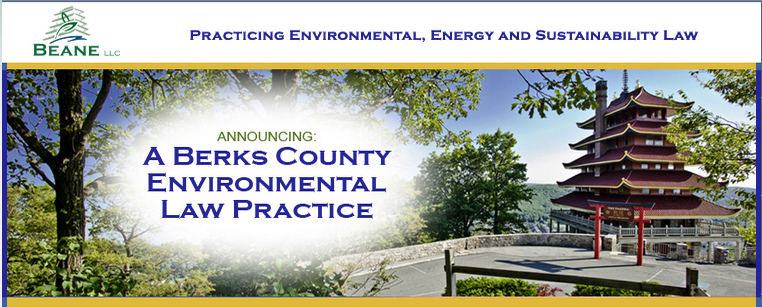 BEANE LLC
PRACTICING ENVIRONMENTAL, ENERGY AND SUSTAINABILITY LAW
ANNOUNCING:
A BERKS COUNTY
ENVIRONMENTAL
LAW PRACTICE